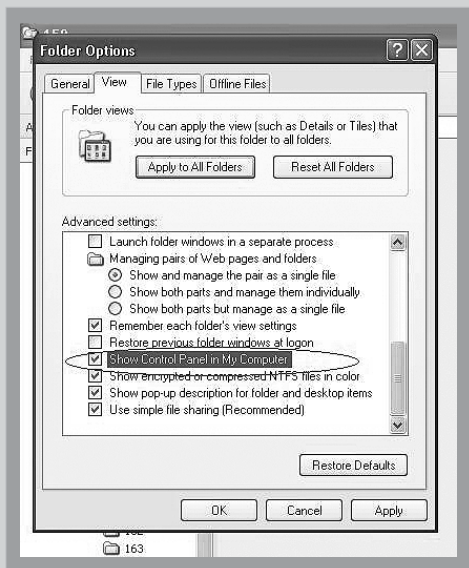 Folder Options
General View File Types Offline Files
Folder views
You can apply the view (such as Details or Tiles) that
you are using for this folder to all folders.
Apply to All Folders Reset All Folders
Advanced settings:
Launch folder windows in a separate process
Managing pairs of Web pages and folders
Show and manage the pair as a single file
Show both parts and manage them individually
Show both parts but manage as a single file
Remember each folder's view settings
Restore previous folder windows at logon
Show Control Panel in My Computer
Show encrypted or compressed NTFS files in color
Show pop-up description for folder and desktop items
Use simple file sharing (Recommended)
Restore Defaults
OK Cancel Apply
163